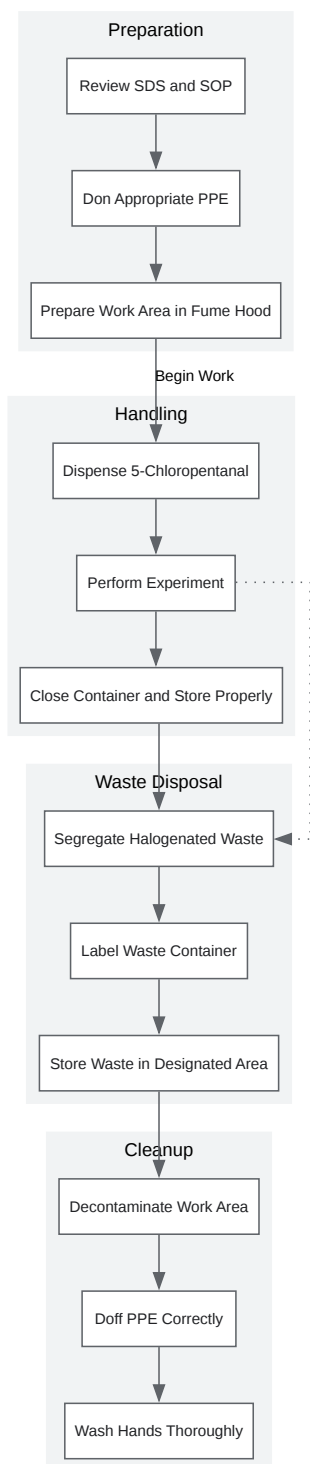 Preparation
Review SDS and SOP
Don Appropriate PPE
Prepare Work Area in Fume Hood
Begin Work
Handling
Dispense 5-Chloropentanal
Perform Experiment
Close Container and Store Properly
Waste Disposal
Segregate Halogenated Waste
Label Waste Container
Store Waste in Designated Area
Cleanup
Decontaminate Work Area
Doff PPE Correctly
Wash Hands Thoroughly